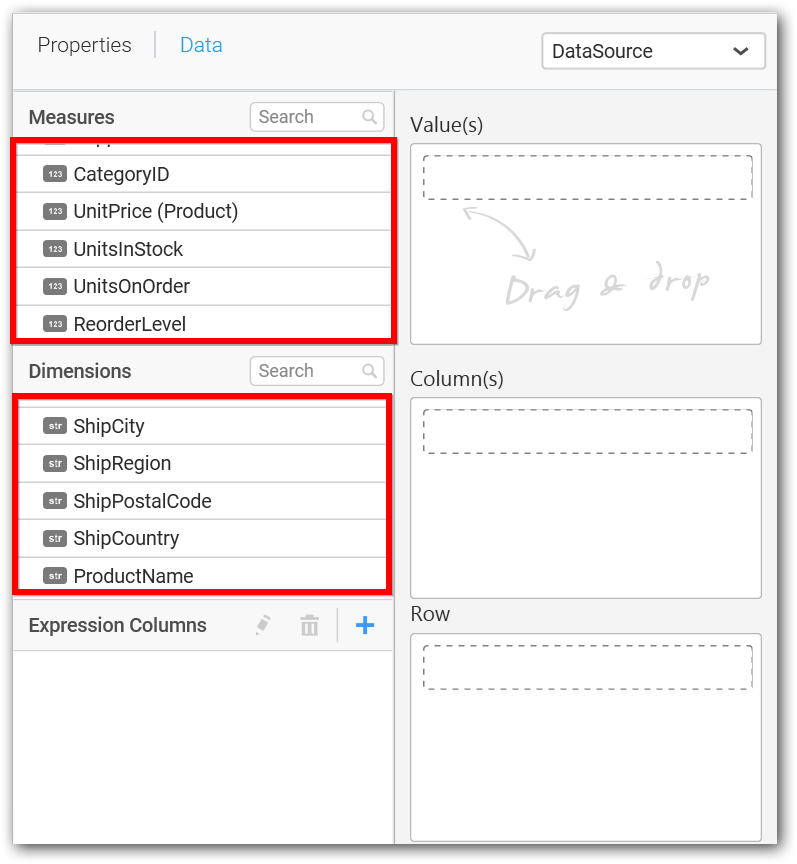 Properties
Data
DataSource
Measures
Search
123 CategoryID
123 UnitPrice (Product)
123 UnitsInStock
123 UnitsOnOrder
123 ReorderLevel
Dimensions
Search
str ShipCity
str ShipRegion
str ShipPostalCode
str ShipCountry
str ProductName
Expression Columns
Value(s)
Drag & drop
Column(s)
Row